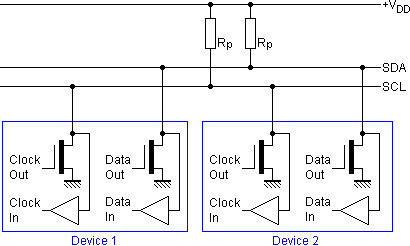 +VDD
Rp Rp
SDA
SCL
Clock Out Data Out Clock Out Data Out
Clock In Data In Clock In Data In
Device 1 Device 2